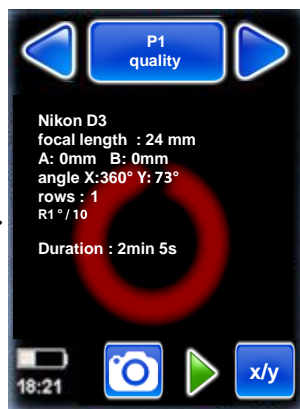 P1
quality
Nikon D3
focal length : 24 mm
A: 0mm B: 0mm
angle X:360° Y: 73°
rows : 1
R1 ° / 10
Duration : 2min 5s
18:21
x/y